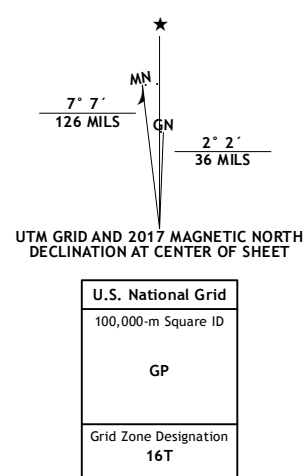 ★
MN
7° 7´
126 MILS
GN
2° 2´
36 MILS
UTM GRID AND 2017 MAGNETIC NORTH
DECLINATION AT CENTER OF SHEET
U.S. National Grid
100,000-m Square ID
GP
Grid Zone Designation
16T